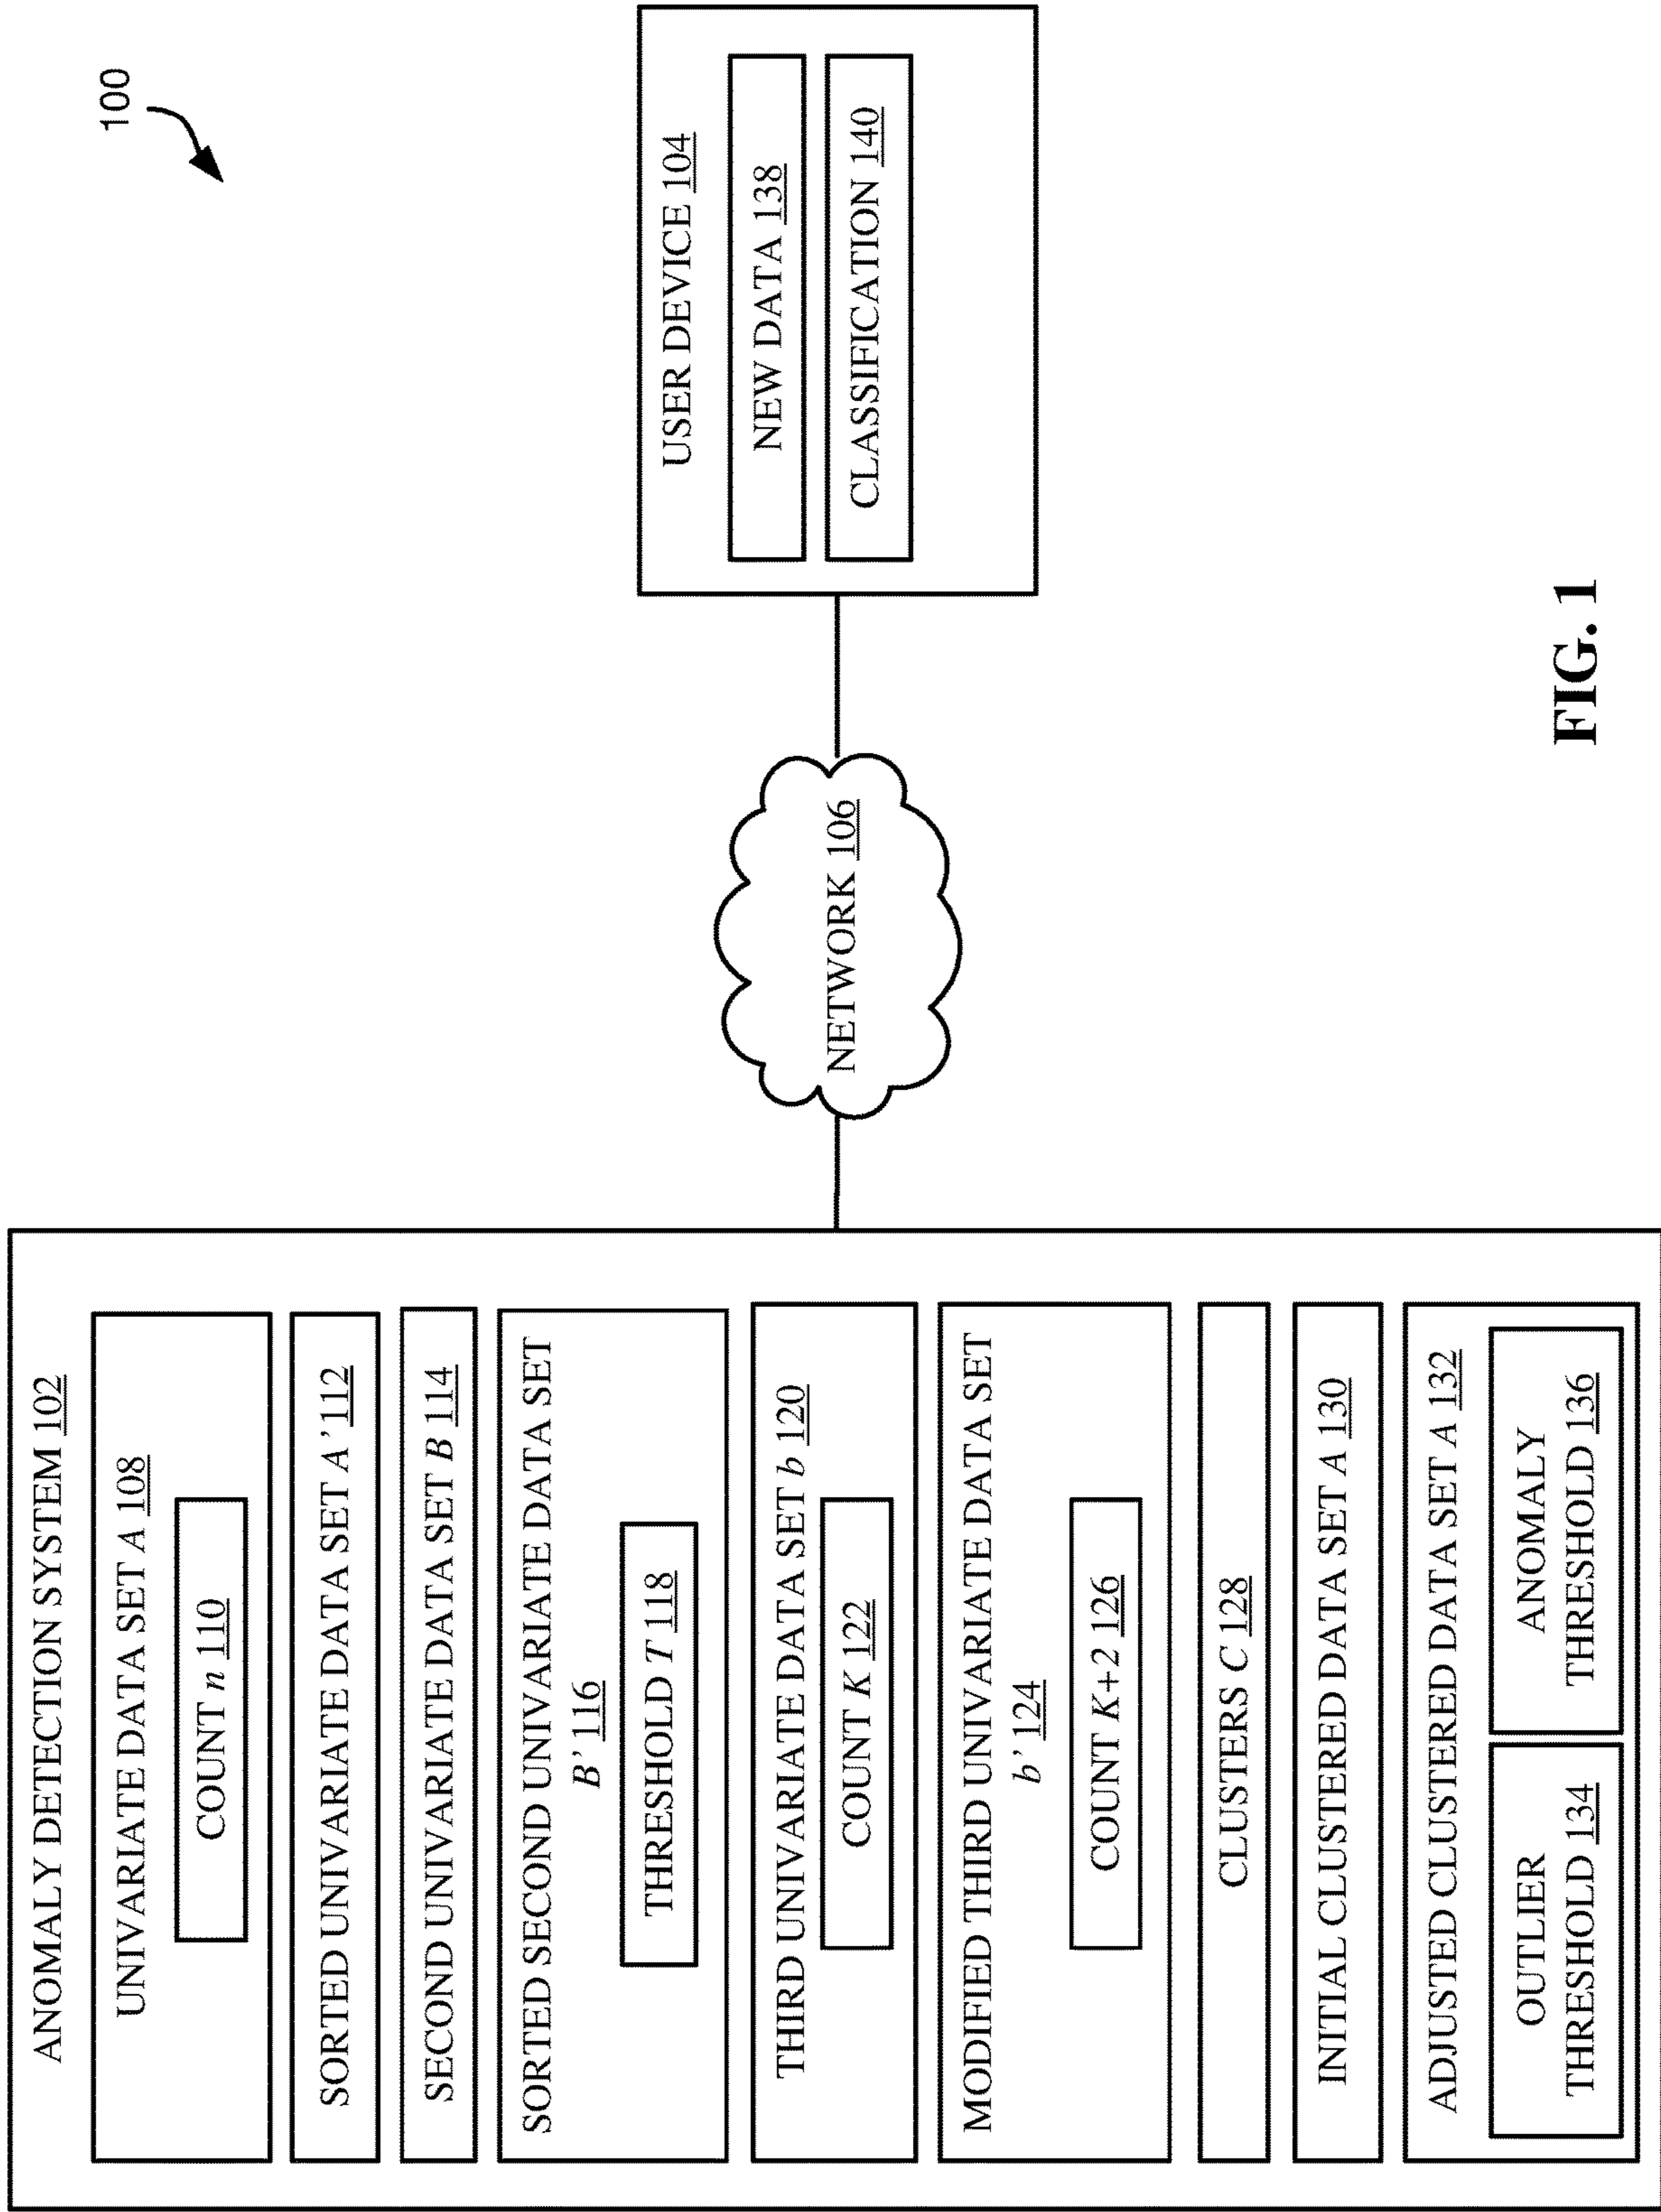 100
ANOMALY DETECTION SYSTEM 102
UNIVARIATE DATA SET A 108
COUNT n 110
SORTED UNIVARIATE DATA SET A’ 112
SECOND UNIVARIATE DATA SET B 114
SORTED SECOND UNIVARIATE DATA SET
B’ 116
THRESHOLD T 118
THIRD UNIVARIATE DATA SET b 120
COUNT K 122
MODIFIED THIRD UNIVARIATE DATA SET
b’ 124
COUNT K+2 126
CLUSTERS C 128
INITIAL CLUSTERED DATA SET A 130
ADJUSTED CLUSTERED DATA SET A 132
OUTLIER
THRESHOLD 134
ANOMALY
THRESHOLD 136
NETWORK 106
USER DEVICE 104
NEW DATA 138
CLASSIFICATION 140
FIG. 1